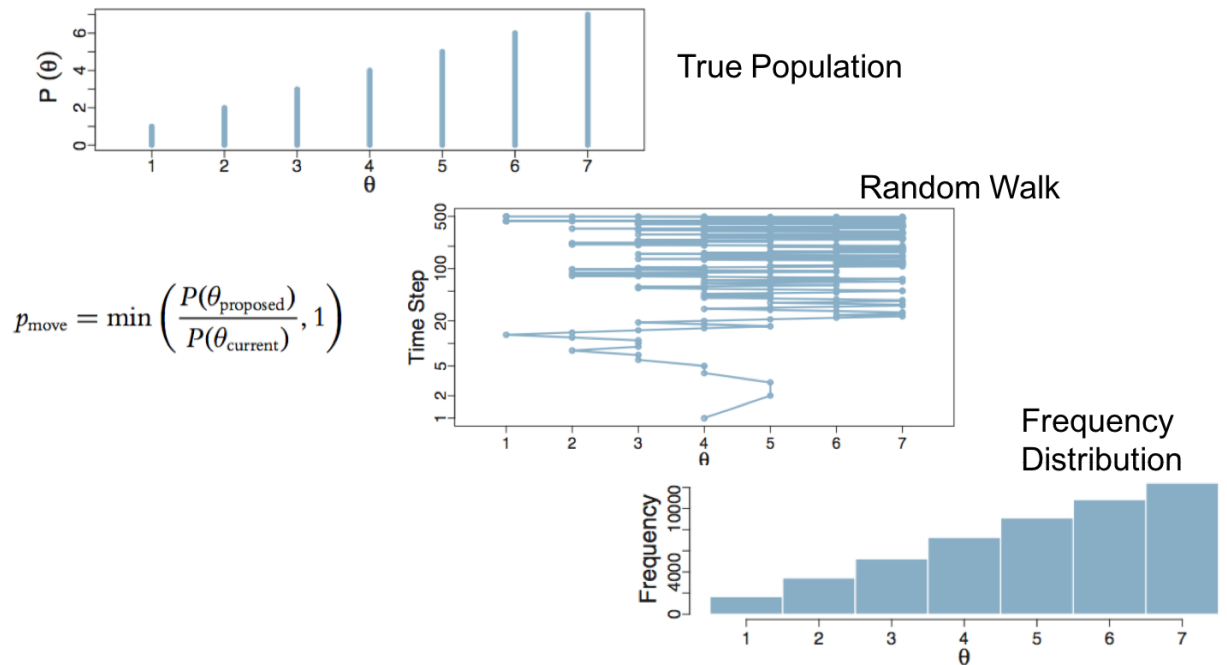 True Population
P (θ)
6
4
2
0
1 2 3 4 5 6 7
θ
Random Walk
p_move = min ( P(θ_proposed) / P(θ_current) , 1 )
Time Step
500
100
20
5
2
1
1 2 3 4 5 6 7
θ
Frequency
Distribution
Frequency
10000
4000
0
1 2 3 4 5 6 7
θ